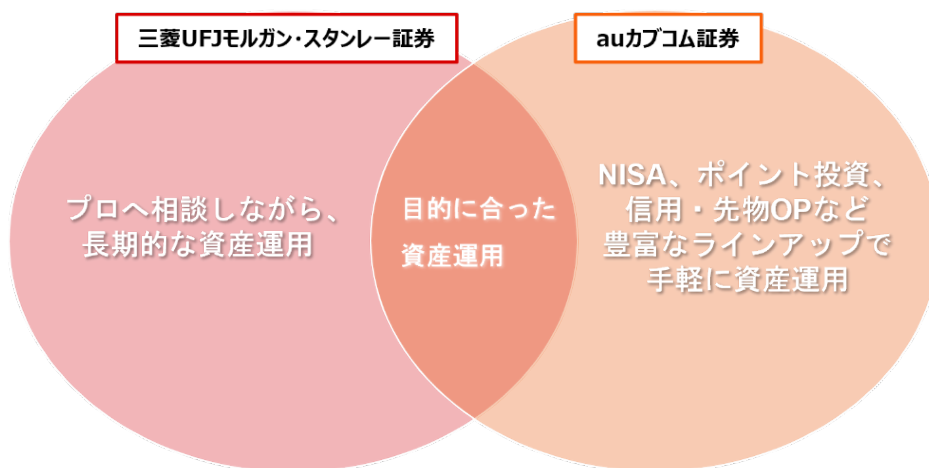 三菱UFJモルガン・スタンレー証券
auカブコム証券
プロへ相談しながら、
長期的な資産運用
目的に合った
資産運用
NISA、ポイント投資、
信用・先物OPなど
豊富なラインアップで
手軽に資産運用